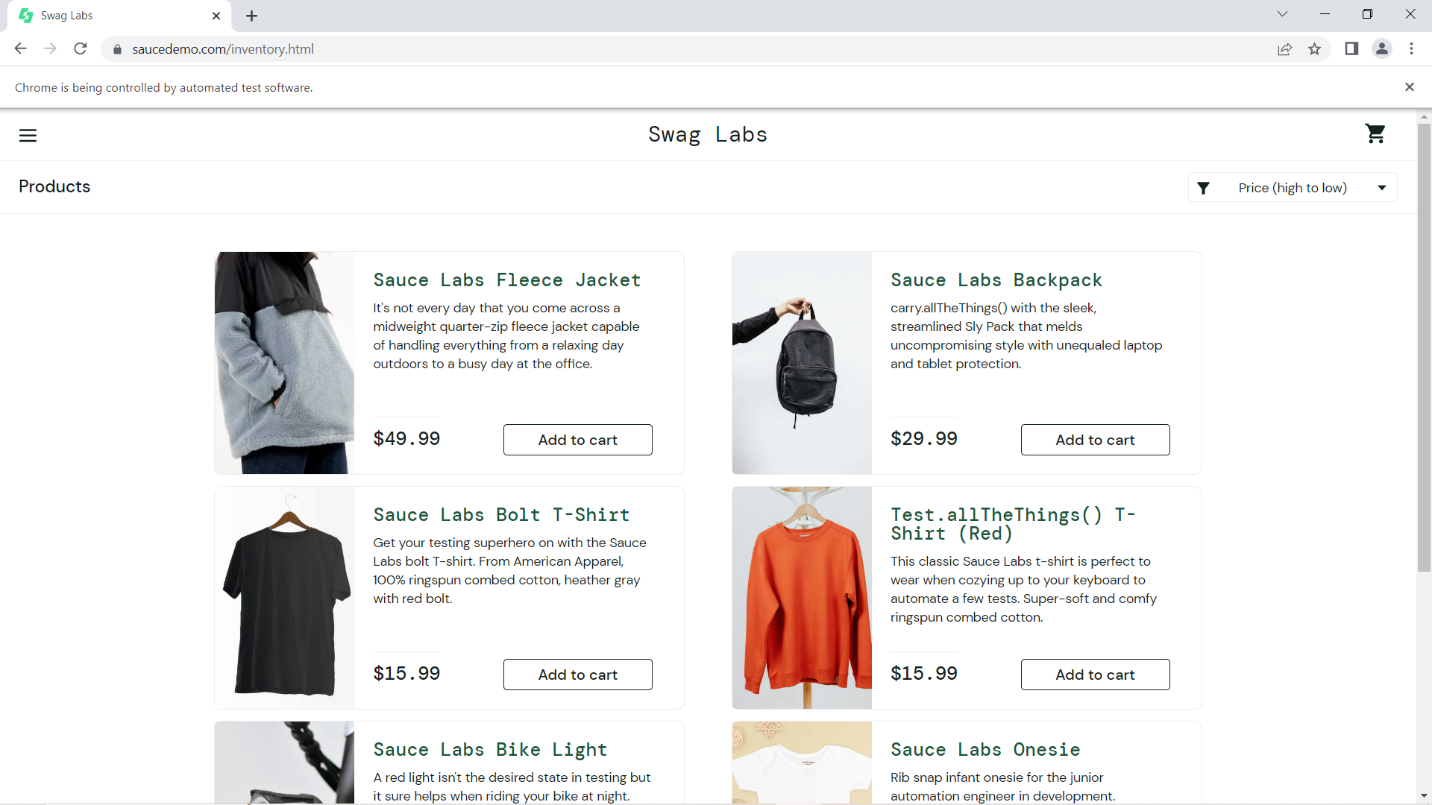 Swag Labs
saucedemo.com/inventory.html
Chrome is being controlled by automated test software.
Swag Labs
Products
Price (high to low)
Sauce Labs Fleece Jacket
It's not every day that you come across a
midweight quarter-zip fleece jacket capable
of handling everything from a relaxing day
outdoors to a busy day at the office.
$49.99
Add to cart
Sauce Labs Backpack
carry.allTheThings() with the sleek,
streamlined Sly Pack that melds
uncompromising style with unequaled laptop
and tablet protection.
$29.99
Add to cart
Sauce Labs Bolt T-Shirt
Get your testing superhero on with the Sauce
Labs bolt T-shirt. From American Apparel,
100% ringspun combed cotton, heather gray
with red bolt.
$15.99
Add to cart
Test.allTheThings() T-
Shirt (Red)
This classic Sauce Labs t-shirt is perfect to
wear when cozying up to your keyboard to
automate a few tests. Super-soft and comfy
ringspun combed cotton.
$15.99
Add to cart
Sauce Labs Bike Light
A red light isn't the desired state in testing but
it sure helps when riding your bike at night.
Sauce Labs Onesie
Rib snap infant onesie for the junior
automation engineer in development.